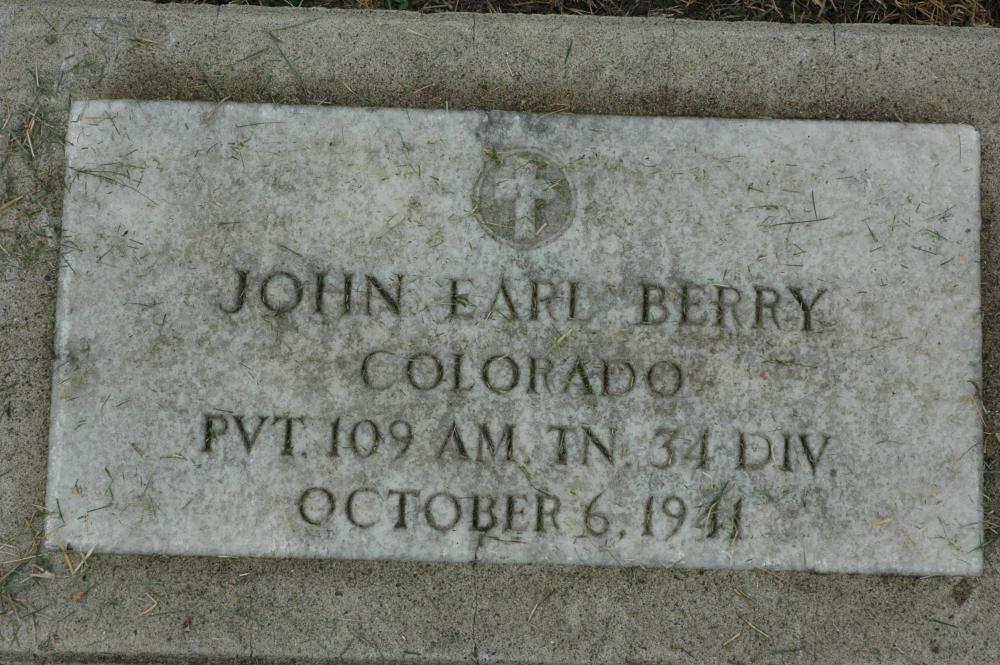 JOHN EARL BERRY
COLORADO
PVT. 109 AM. TN. 34 DIV
OCTOBER 6, 1941